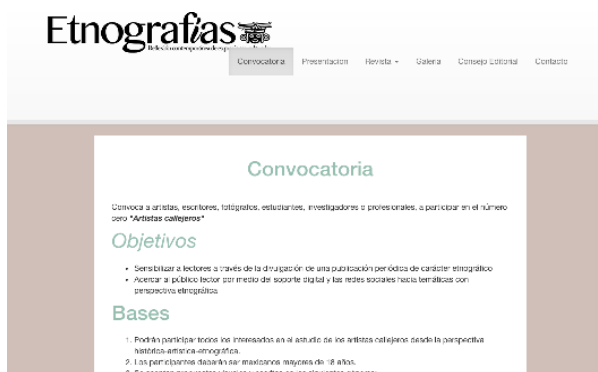 Etnografías
Convocatoria Presentación Revista Galería Consejo Editorial Contacto
Convocatoria
Convoca a artistas, escritores, fotógrafos, estudiantes, investigadores o profesionales, a participar en el número
cero "Artistas callejeros"
Objetivos
Sensibilizar a lectores a través de la divulgación de una publicación periódica de carácter etnográfico
Acercar al público lector por medio del soporte digital y las redes sociales hacia temáticas con
perspectiva etnográfica.
Bases
1. Podrán participar todos los interesados en el estudio de los artistas callejeros desde la perspectiva
histórica-artística-etnográfica.
2. Los participantes deberán ser mexicanos mayores de 18 años.